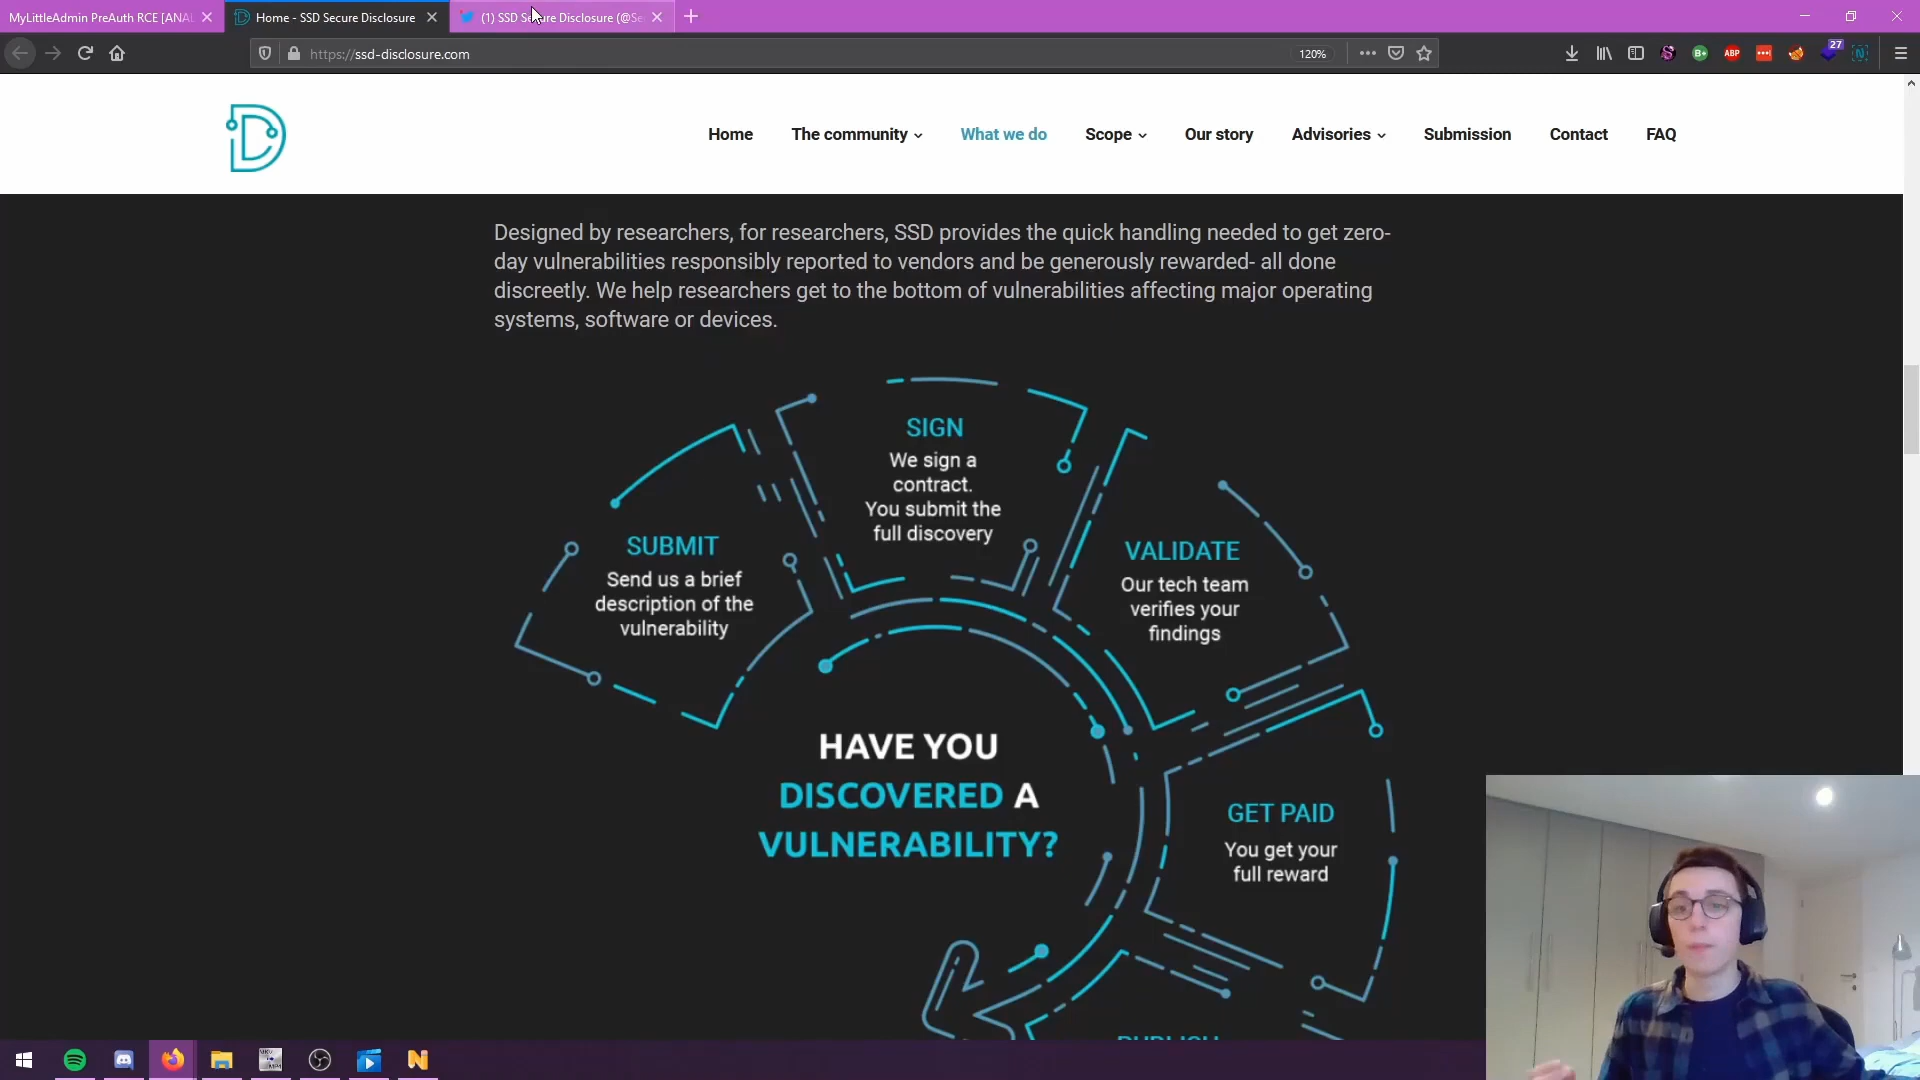 MyLittleAdmin PreAuth RCE [ANAL
Home - SSD Secure Disclosure
(1) SSD Secure Disclosure (@Se
https://ssd-disclosure.com
120%
ABP
27
Home
The community
What we do
Scope
Our story
Advisories
Submission
Contact
FAQ
Designed by researchers, for researchers, SSD provides the quick handling needed to get zero-
day vulnerabilities responsibly reported to vendors and be generously rewarded- all done
discreetly. We help researchers get to the bottom of vulnerabilities affecting major operating
systems, software or devices.
SIGN
We sign a
contract.
You submit the
full discovery
SUBMIT
Send us a brief
description of the
vulnerability
VALIDATE
Our tech team
verifies your
findings
HAVE YOU
DISCOVERED A
VULNERABILITY?
GET PAID
You get your
full reward
PUBLISH